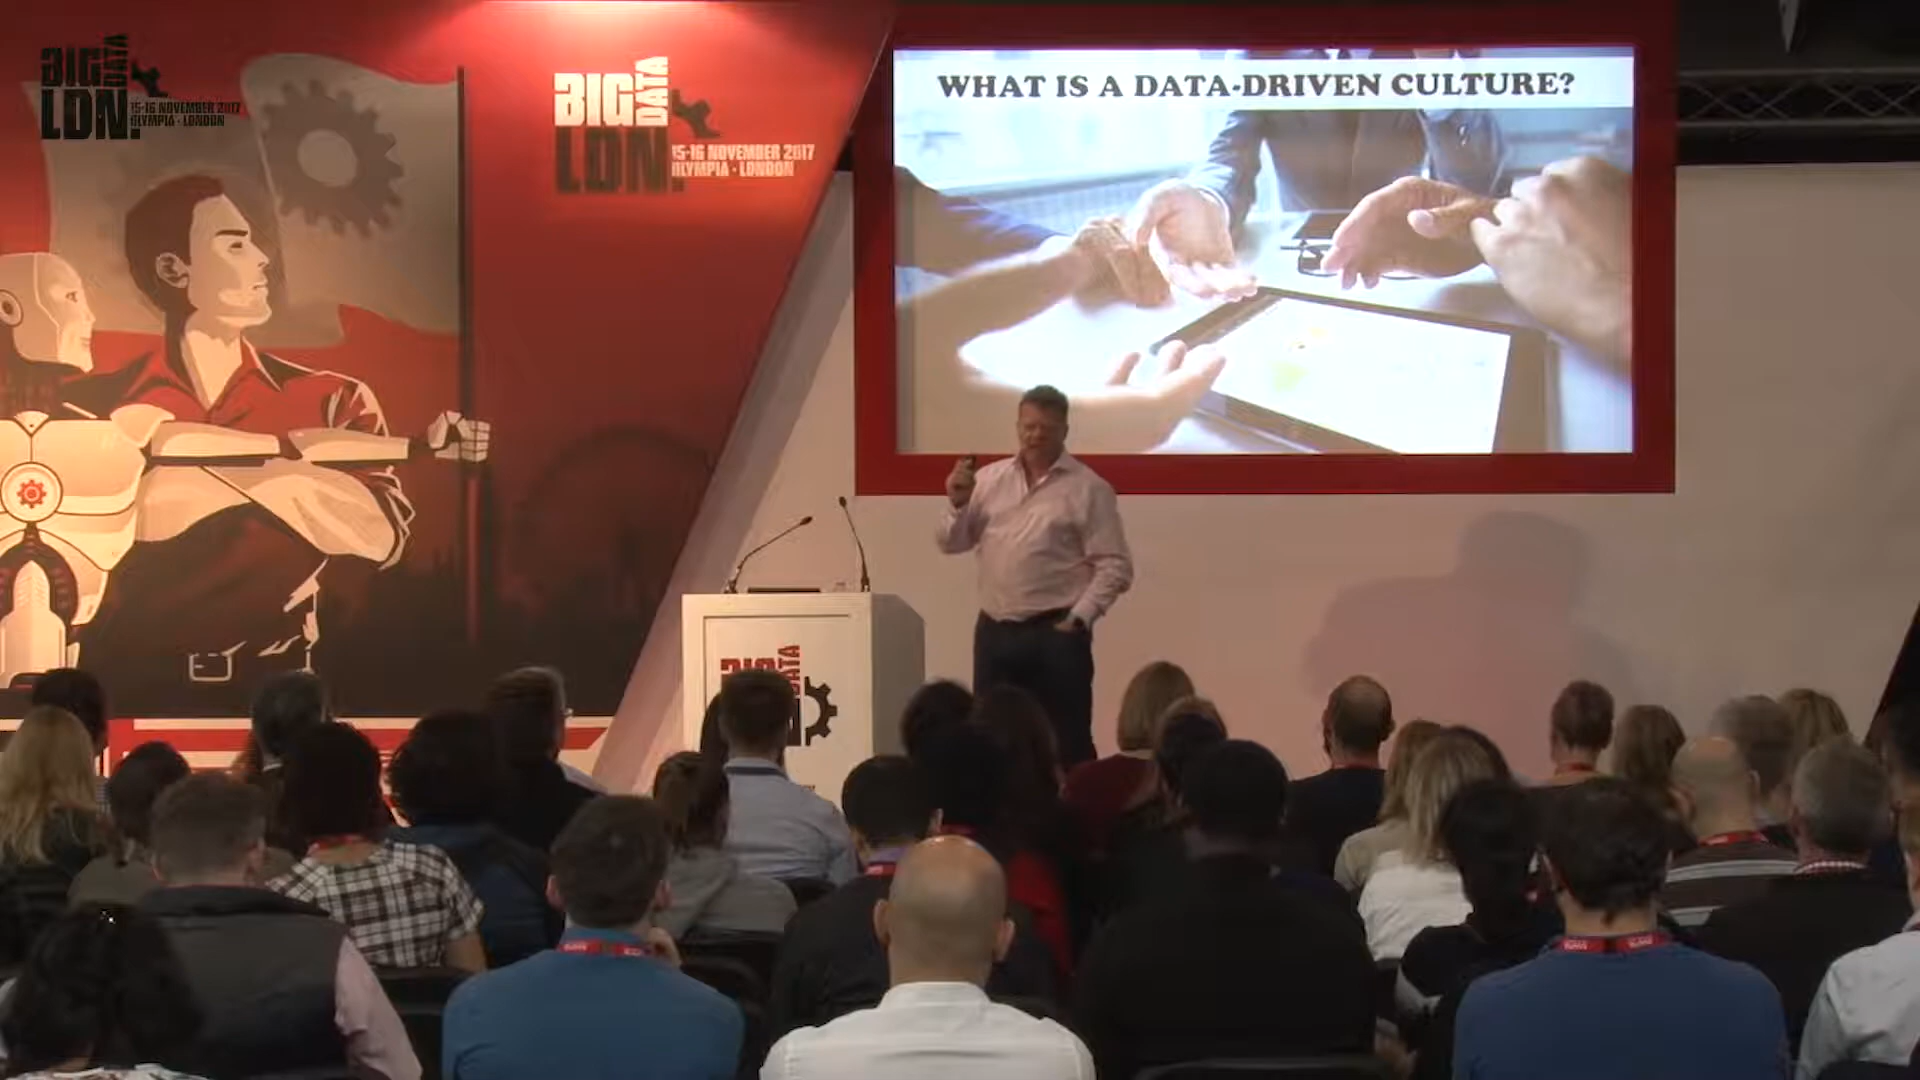 BIG DATA
LDN.
15-16 NOVEMBER 2017
OLYMPIA - LONDON
BIG DATA
LDN.
15-16 NOVEMBER 2017
OLYMPIA - LONDON
WHAT IS A DATA-DRIVEN CULTURE?
BIG DATA